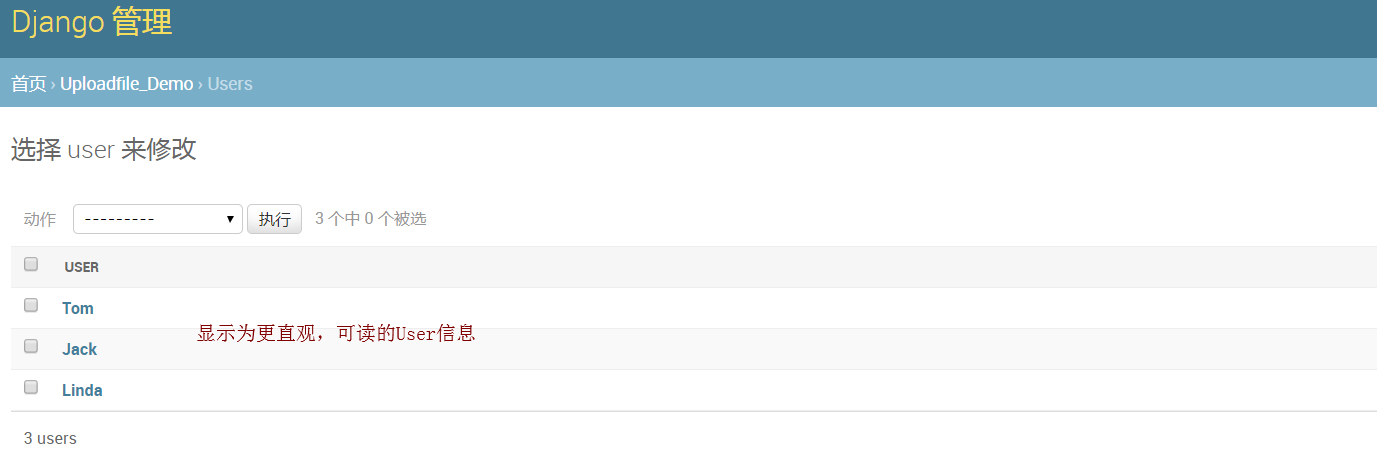 Django 管理
首页 › Uploadfile_Demo › Users
选择 user 来修改
动作 --------- 执行 3 个中 0 个被选
USER
Tom
显示为更直观，可读的User信息
Jack
Linda
3 users